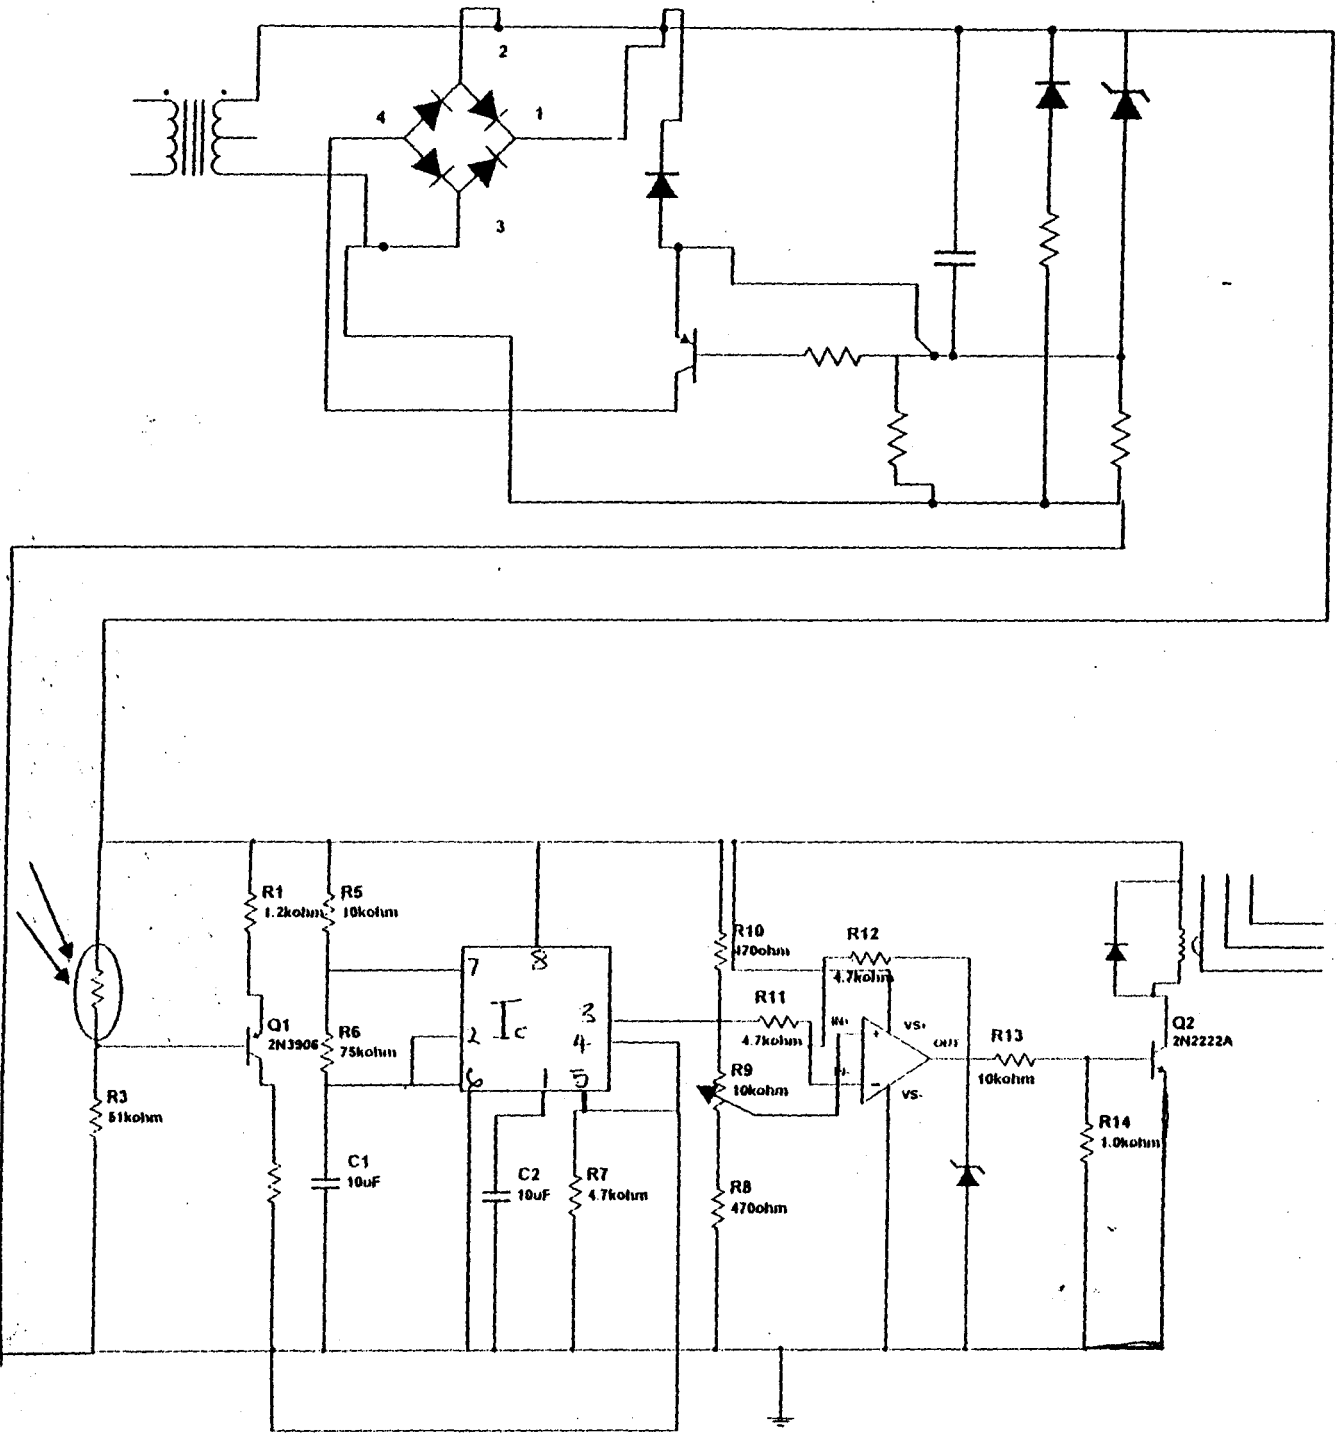 2
4
1
3
R1
1.2kohm
R5
10kohm
R10
470ohm
R12
4.7kohm
7
8
Ic
3
2
4
6
1
5
Q1
2N3906
R6
75kohm
R11
4.7kohm
IN+
VS+
+
OUT
R13
10kohm
Q2
2N2222A
R9
10kohm
IN-
-
VS-
R3
51kohm
R14
1.0kohm
C1
10uF
C2
10uF
R7
4.7kohm
R8
470ohm